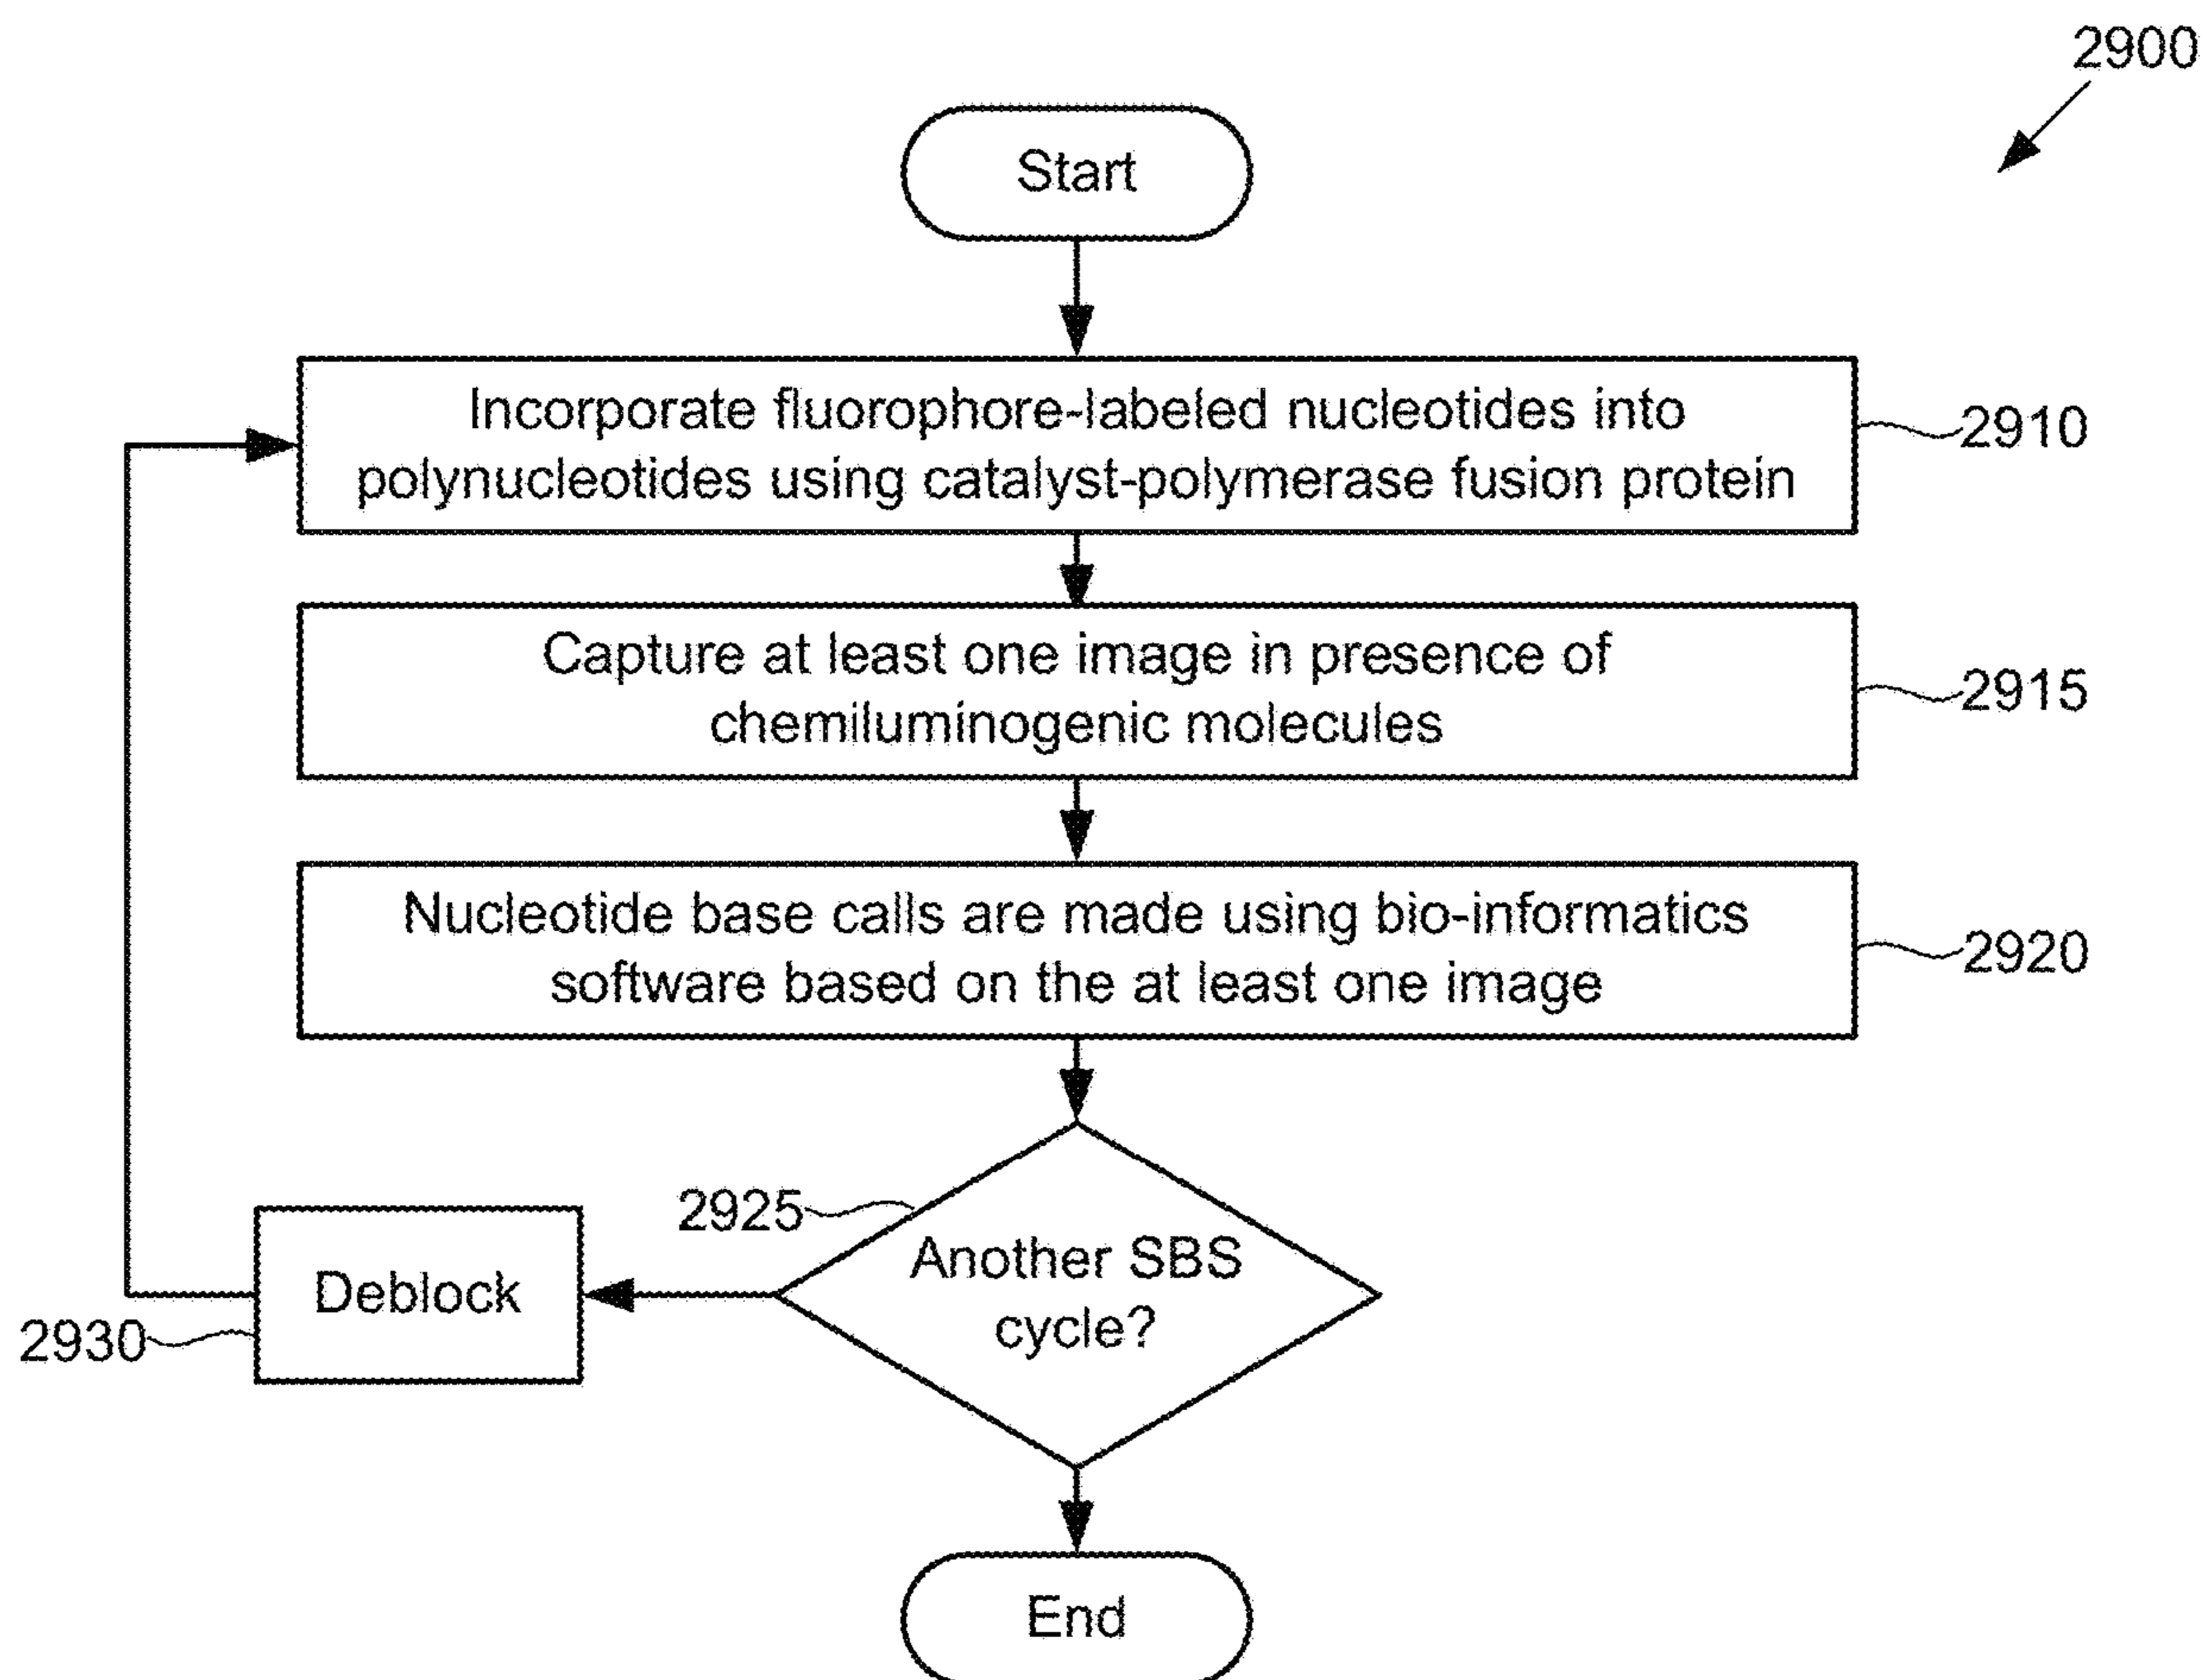 2900
Start
Incorporate fluorophore-labeled nucleotides into
polynucleotides using catalyst-polymerase fusion protein
2910
Capture at least one image in presence of
chemiluminogenic molecules
2915
Nucleotide base calls are made using bio-informatics
software based on the at least one image
2920
2925
Another SBS
cycle?
Deblock
2930
End